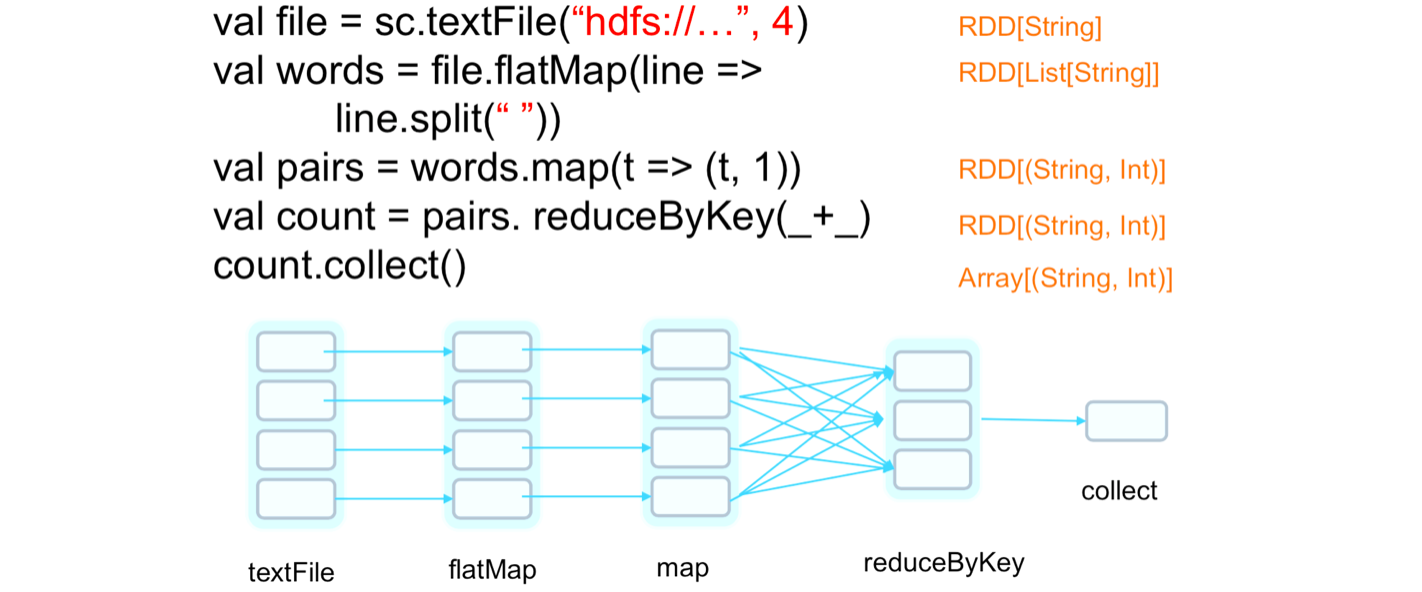 val file = sc.textFile(“hdfs://…”, 4) RDD[String]
val words = file.flatMap(line => RDD[List[String]]
line.split(“ ”))
val pairs = words.map(t => (t, 1)) RDD[(String, Int)]
val count = pairs. reduceByKey(_+_) RDD[(String, Int)]
count.collect() Array[(String, Int)]
collect
textFile flatMap map reduceByKey